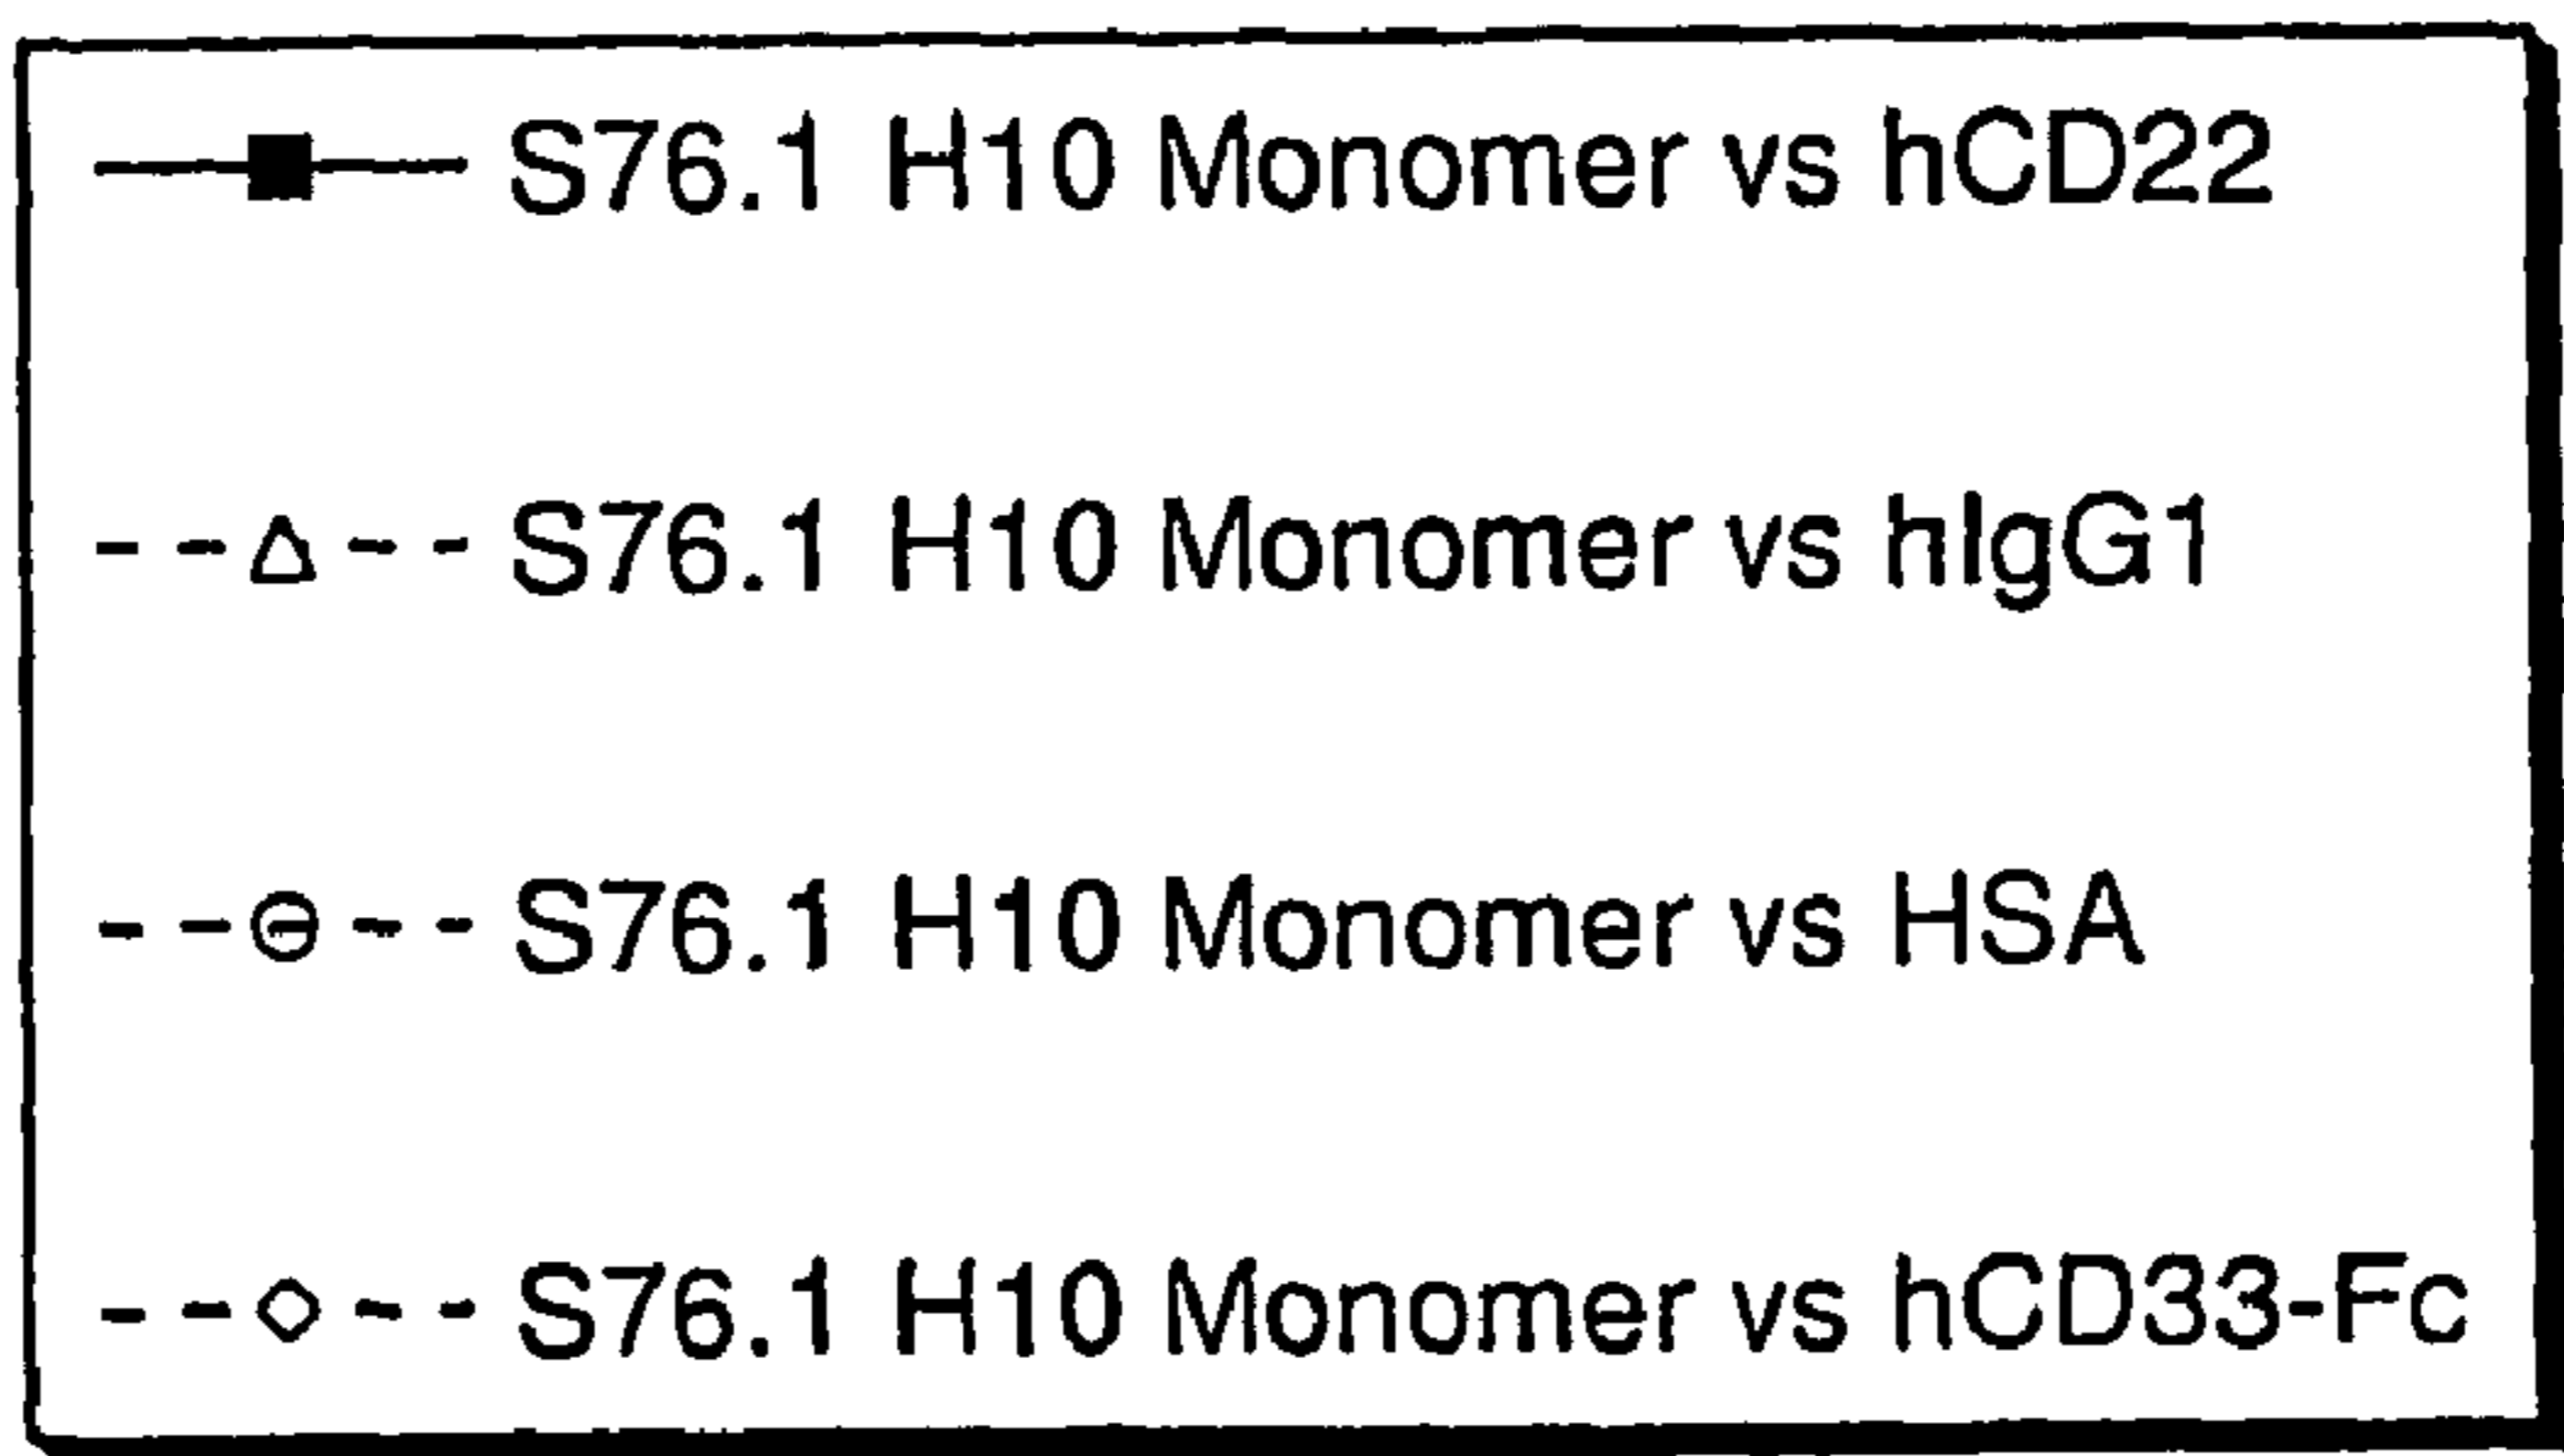 S76.1 H10 Monomer vs hCD22
S76.1 H10 Monomer vs hIgG1
S76.1 H10 Monomer vs HSA
S76.1 H10 Monomer vs hCD33-Fc